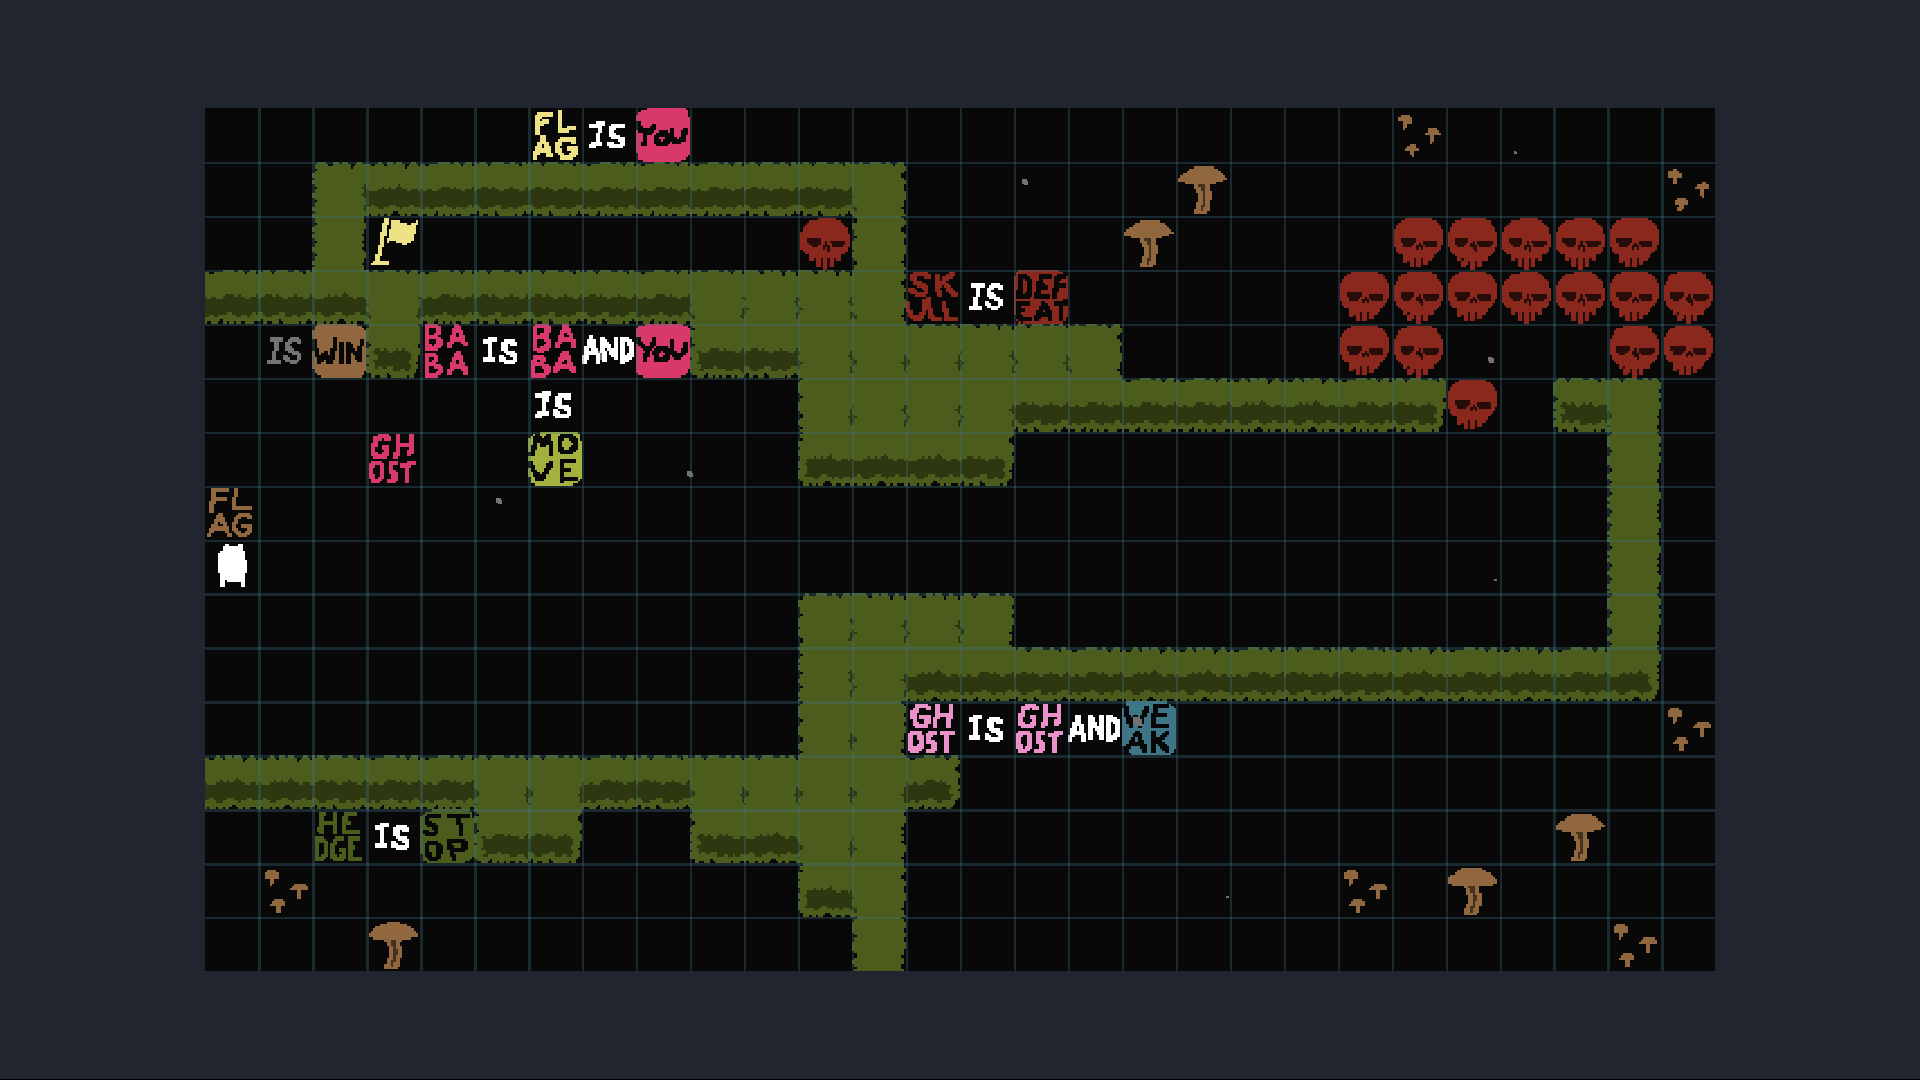 FLAG IS YOU
SKULL IS DEFEAT
IS WIN BABA IS BABA AND YOU
IS
GHOST MOVE
FLAG
GHOST IS GHOST AND WEAK
HEDGE IS STOP